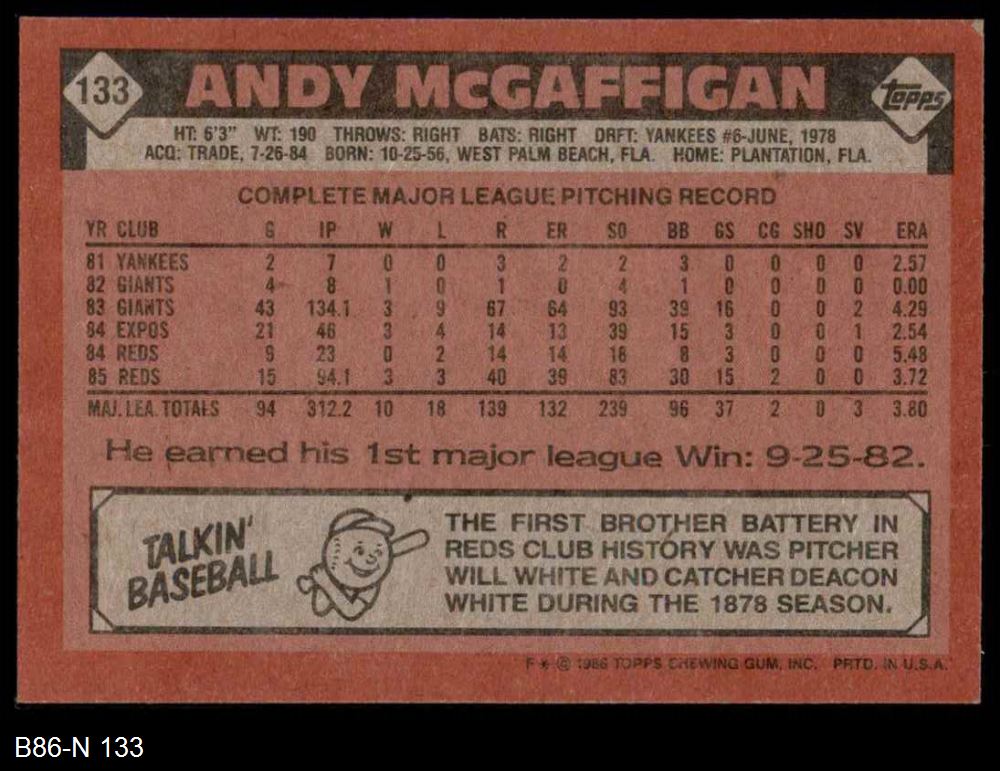 133
ANDY McGAFFIGAN
topps
HT: 6'3" WT: 190 THROWS: RIGHT BATS: RIGHT DRFT: YANKEES #6-JUNE, 1978
ACQ: TRADE, 7-26-84 BORN: 10-25-56, WEST PALM BEACH, FLA. HOME: PLANTATION, FLA.
COMPLETE MAJOR LEAGUE PITCHING RECORD
YR CLUB G IP W L R ER SO BB GS CG SHO SV ERA
81 YANKEES 2 7 0 0 3 2 2 3 0 0 0 0 2.57
82 GIANTS 4 8 1 0 1 0 4 1 0 0 0 0 0.00
83 GIANTS 43 134.1 3 9 67 64 93 39 16 0 0 2 4.29
84 EXPOS 21 46 3 4 14 13 39 15 3 0 0 1 2.54
84 REDS 9 23 0 2 14 14 18 8 3 0 0 0 5.48
85 REDS 15 94.1 3 3 40 39 83 30 15 2 0 0 3.72
MAJ. LEA. TOTALS 94 312.2 10 18 139 132 239 96 37 2 0 3 3.80
He earned his 1st major league Win: 9-25-82.
TALKIN'
BASEBALL
THE FIRST BROTHER BATTERY IN
REDS CLUB HISTORY WAS PITCHER
WILL WHITE AND CATCHER DEACON
WHITE DURING THE 1878 SEASON.
F * © 1986 TOPPS CHEWING GUM, INC. PRTD. IN U.S.A.
B86-N 133